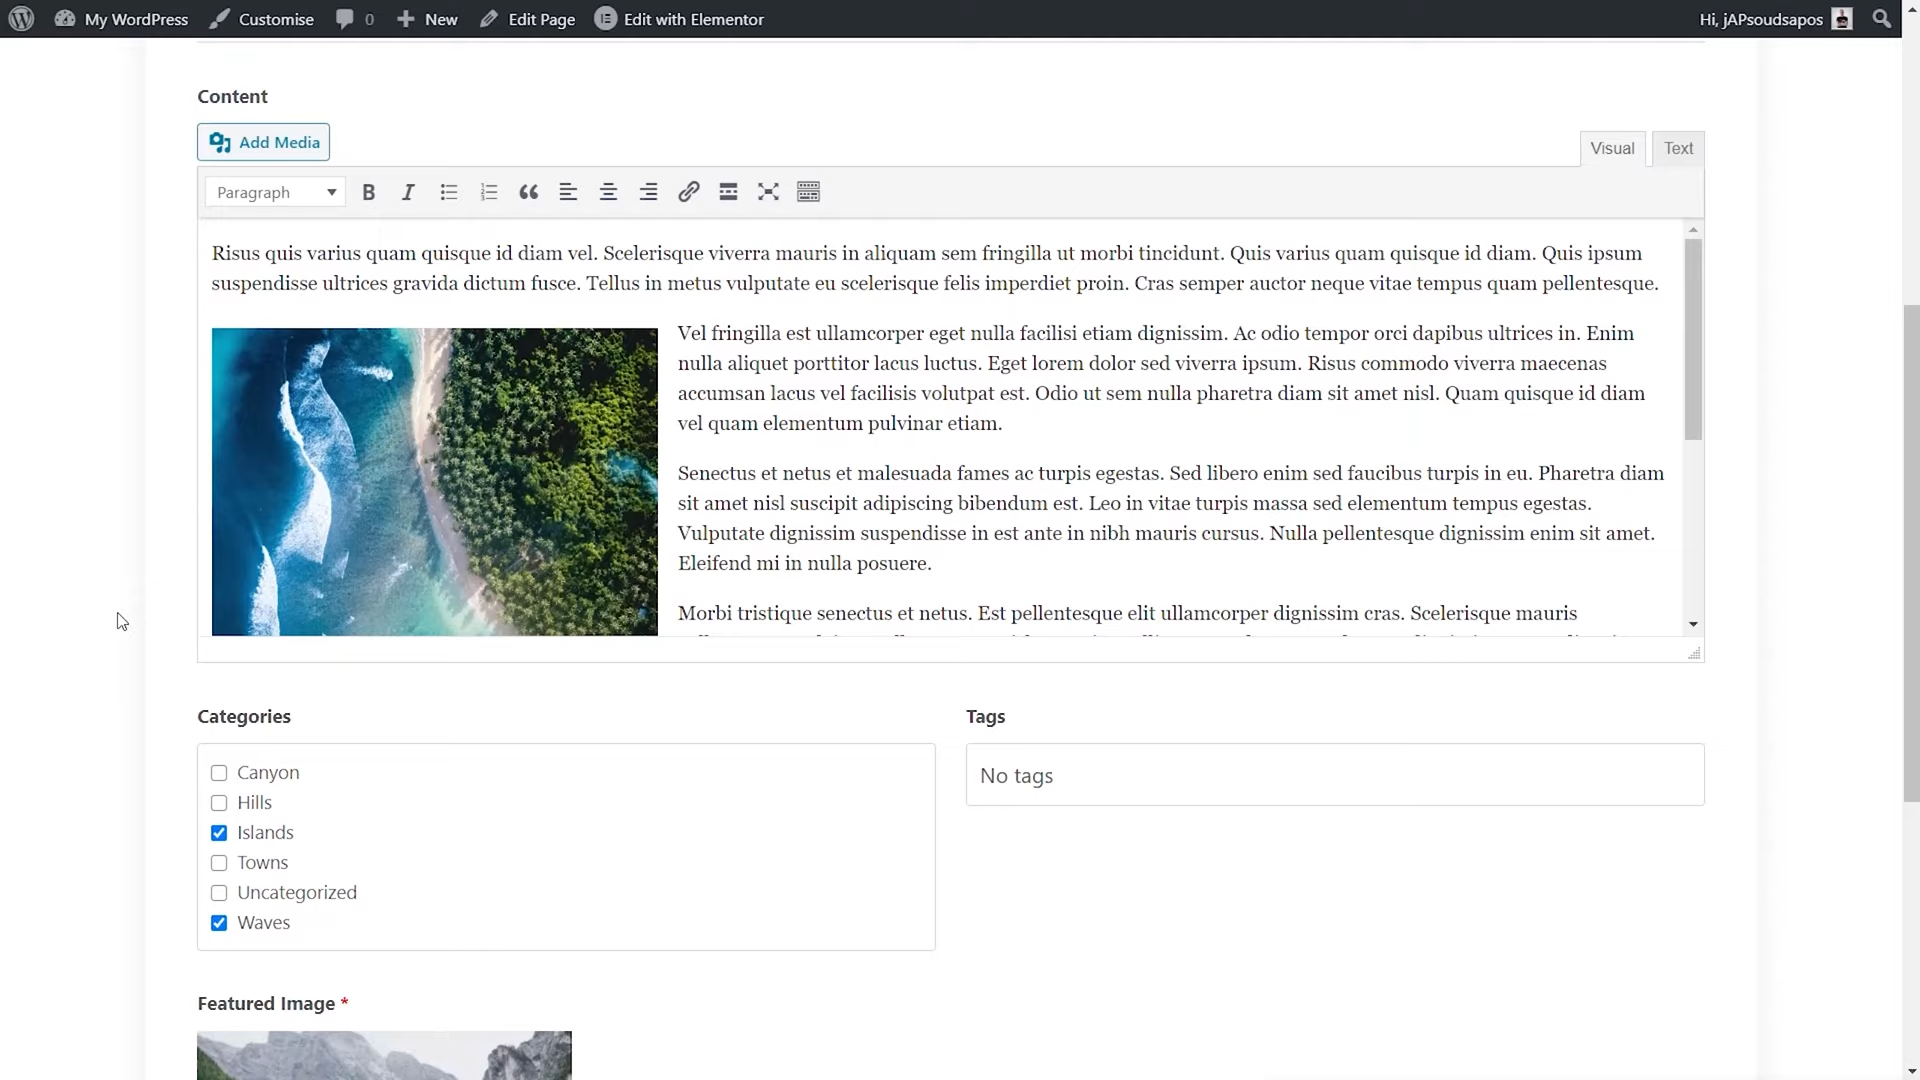 My WordPress Customise 0 New Edit Page Edit with Elementor Hi, jAPsoudsapos
Content
Add Media
Visual Text
Paragraph
Risus quis varius quam quisque id diam vel. Scelerisque viverra mauris in aliquam sem fringilla ut morbi tincidunt. Quis varius quam quisque id diam. Quis ipsum
suspendisse ultrices gravida dictum fusce. Tellus in metus vulputate eu scelerisque felis imperdiet proin. Cras semper auctor neque vitae tempus quam pellentesque.
Vel fringilla est ullamcorper eget nulla facilisi etiam dignissim. Ac odio tempor orci dapibus ultrices in. Enim
nulla aliquet porttitor lacus luctus. Eget lorem dolor sed viverra ipsum. Risus commodo viverra maecenas
accumsan lacus vel facilisis volutpat est. Odio ut sem nulla pharetra diam sit amet nisl. Quam quisque id diam
vel quam elementum pulvinar etiam.
Senectus et netus et malesuada fames ac turpis egestas. Sed libero enim sed faucibus turpis in eu. Pharetra diam
sit amet nisl suscipit adipiscing bibendum est. Leo in vitae turpis massa sed elementum tempus egestas.
Vulputate dignissim suspendisse in est ante in nibh mauris cursus. Nulla pellentesque dignissim enim sit amet.
Eleifend mi in nulla posuere.
Morbi tristique senectus et netus. Est pellentesque elit ullamcorper dignissim cras. Scelerisque mauris
Categories
Canyon
Hills
Islands
Towns
Uncategorized
Waves
Tags
No tags
Featured Image *